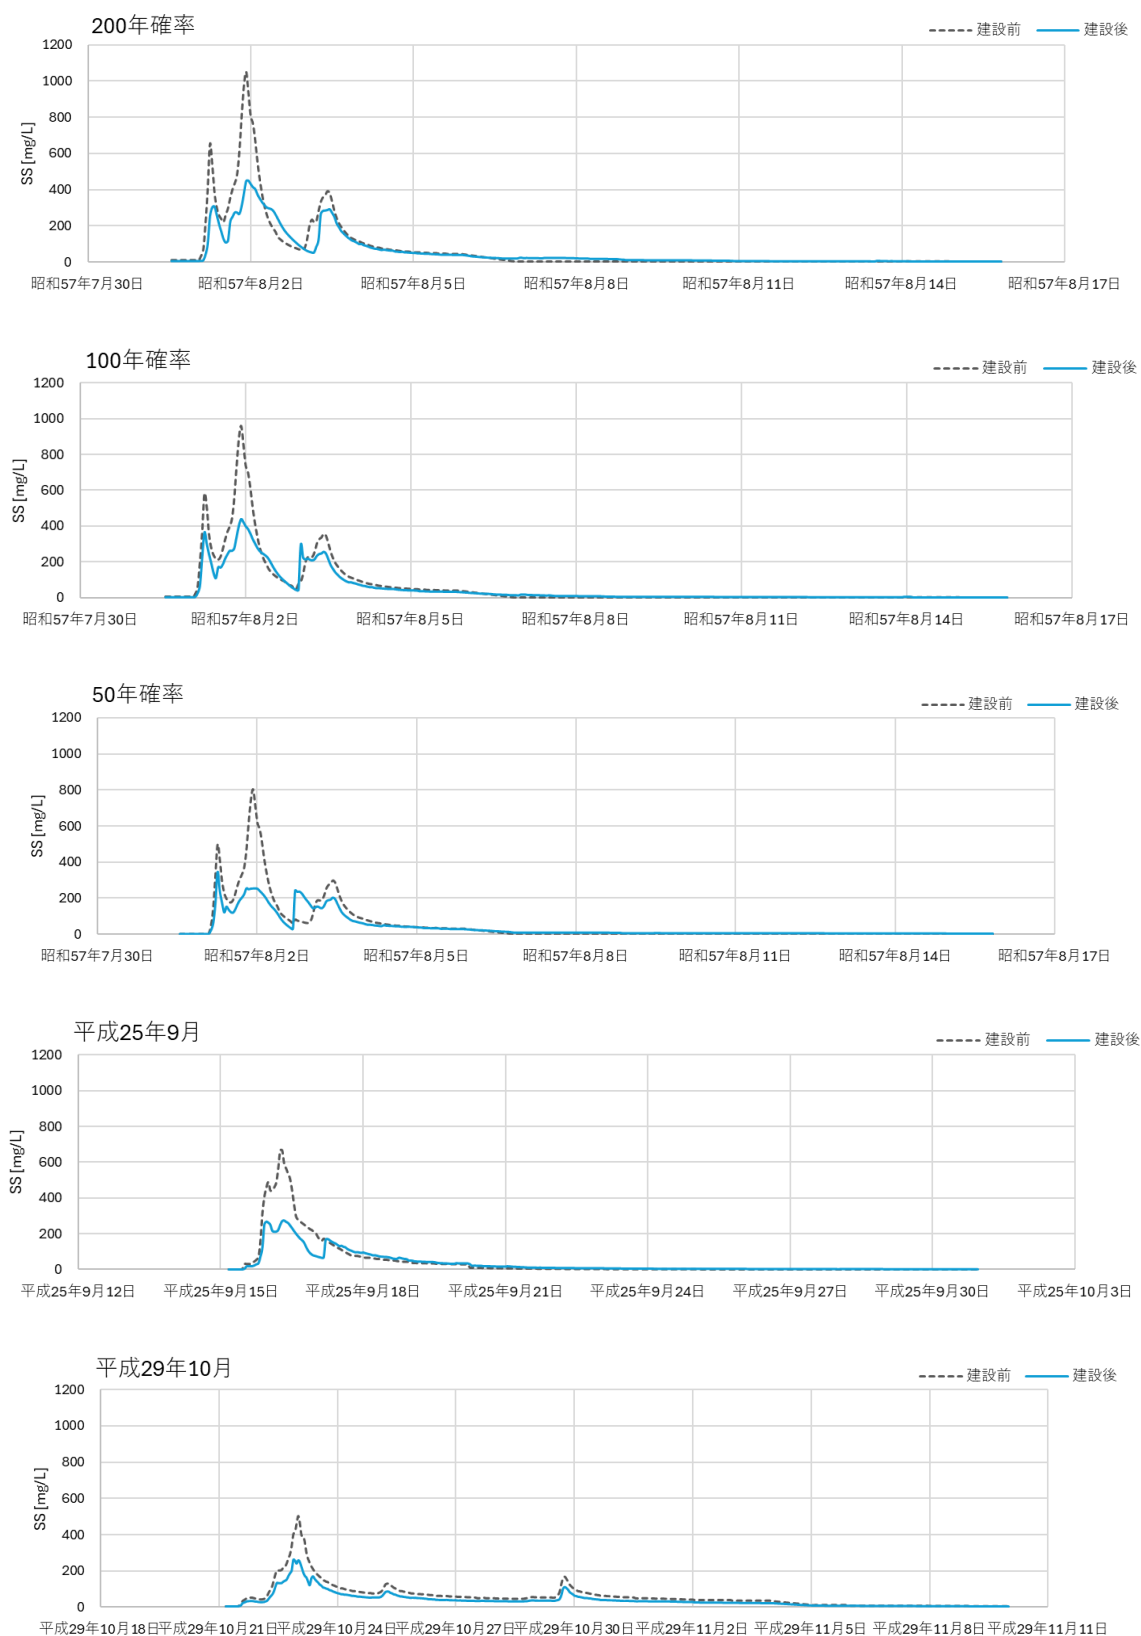 200年確率
建設前 建設後
1200
1000
800
600
400
200
0
SS [mg/L]
昭和57年7月30日 昭和57年8月2日 昭和57年8月5日 昭和57年8月8日 昭和57年8月11日 昭和57年8月14日 昭和57年8月17日
100年確率
建設前 建設後
1200
1000
800
600
400
200
0
SS [mg/L]
昭和57年7月30日 昭和57年8月2日 昭和57年8月5日 昭和57年8月8日 昭和57年8月11日 昭和57年8月14日 昭和57年8月17日
50年確率
建設前 建設後
1200
1000
800
600
400
200
0
SS [mg/L]
昭和57年7月30日 昭和57年8月2日 昭和57年8月5日 昭和57年8月8日 昭和57年8月11日 昭和57年8月14日 昭和57年8月17日
平成25年9月
建設前 建設後
1200
1000
800
600
400
200
0
SS [mg/L]
平成25年9月12日 平成25年9月15日 平成25年9月18日 平成25年9月21日 平成25年9月24日 平成25年9月27日 平成25年9月30日 平成25年10月3日
平成29年10月
建設前 建設後
1200
1000
800
600
400
200
0
SS [mg/L]
平成29年10月18日 平成29年10月21日 平成29年10月24日 平成29年10月27日 平成29年10月30日 平成29年11月2日 平成29年11月5日 平成29年11月8日 平成29年11月11日